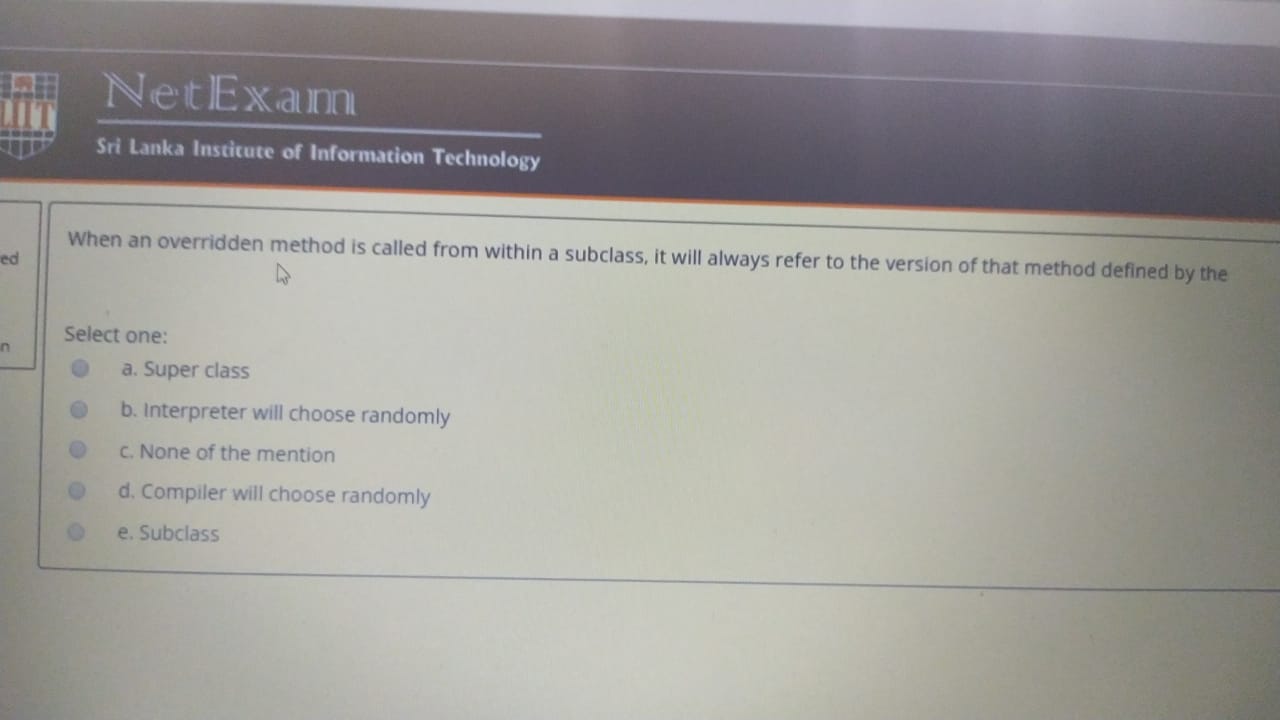 NetExam
LIIT
Sri Lanka Institute of Information Technology
ed
n
When an overridden method is called from within a subclass, it will always refer to the version of that method defined by the
Select one:
a. Super class
b. Interpreter will choose randomly
c. None of the mention
d. Compiler will choose randomly
e. Subclass